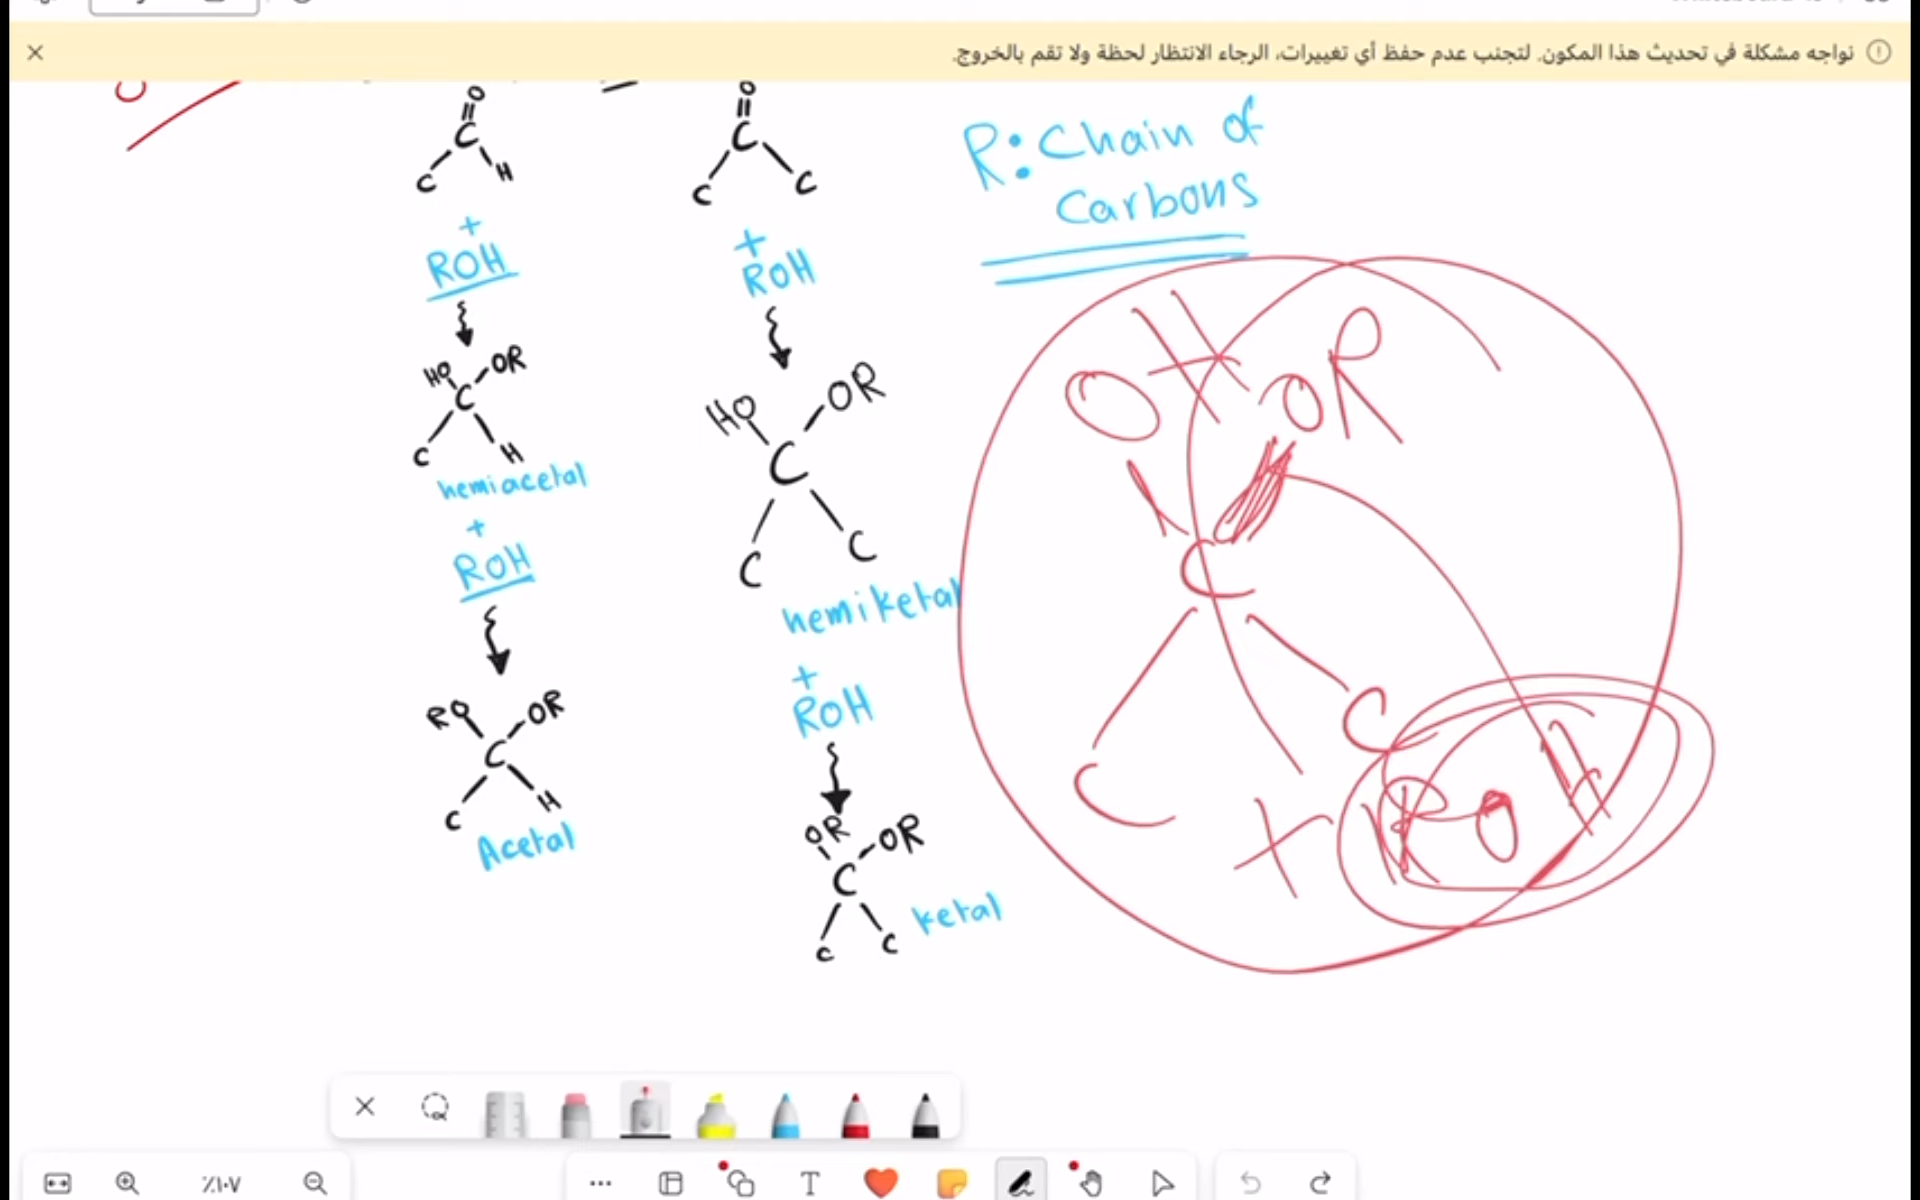 نواجه مشكلة في تحديث هذا المكون. لتجنب عدم حفظ أي تغييرات، الرجاء الانتظار لحظة ولا تقم بالخروج.
O
C
C H
+
ROH
HO OR
C
C H
hemiacetal
+
ROH
RO OR
C
C H
Acetal
O
C
C C
+
ROH
HO OR
C
C C
hemiketal
+
ROH
OR OR
C
C C
ketal
R: Chain of
Carbons
OH OR
C
C C
+ ROH
٪١٠٧
T